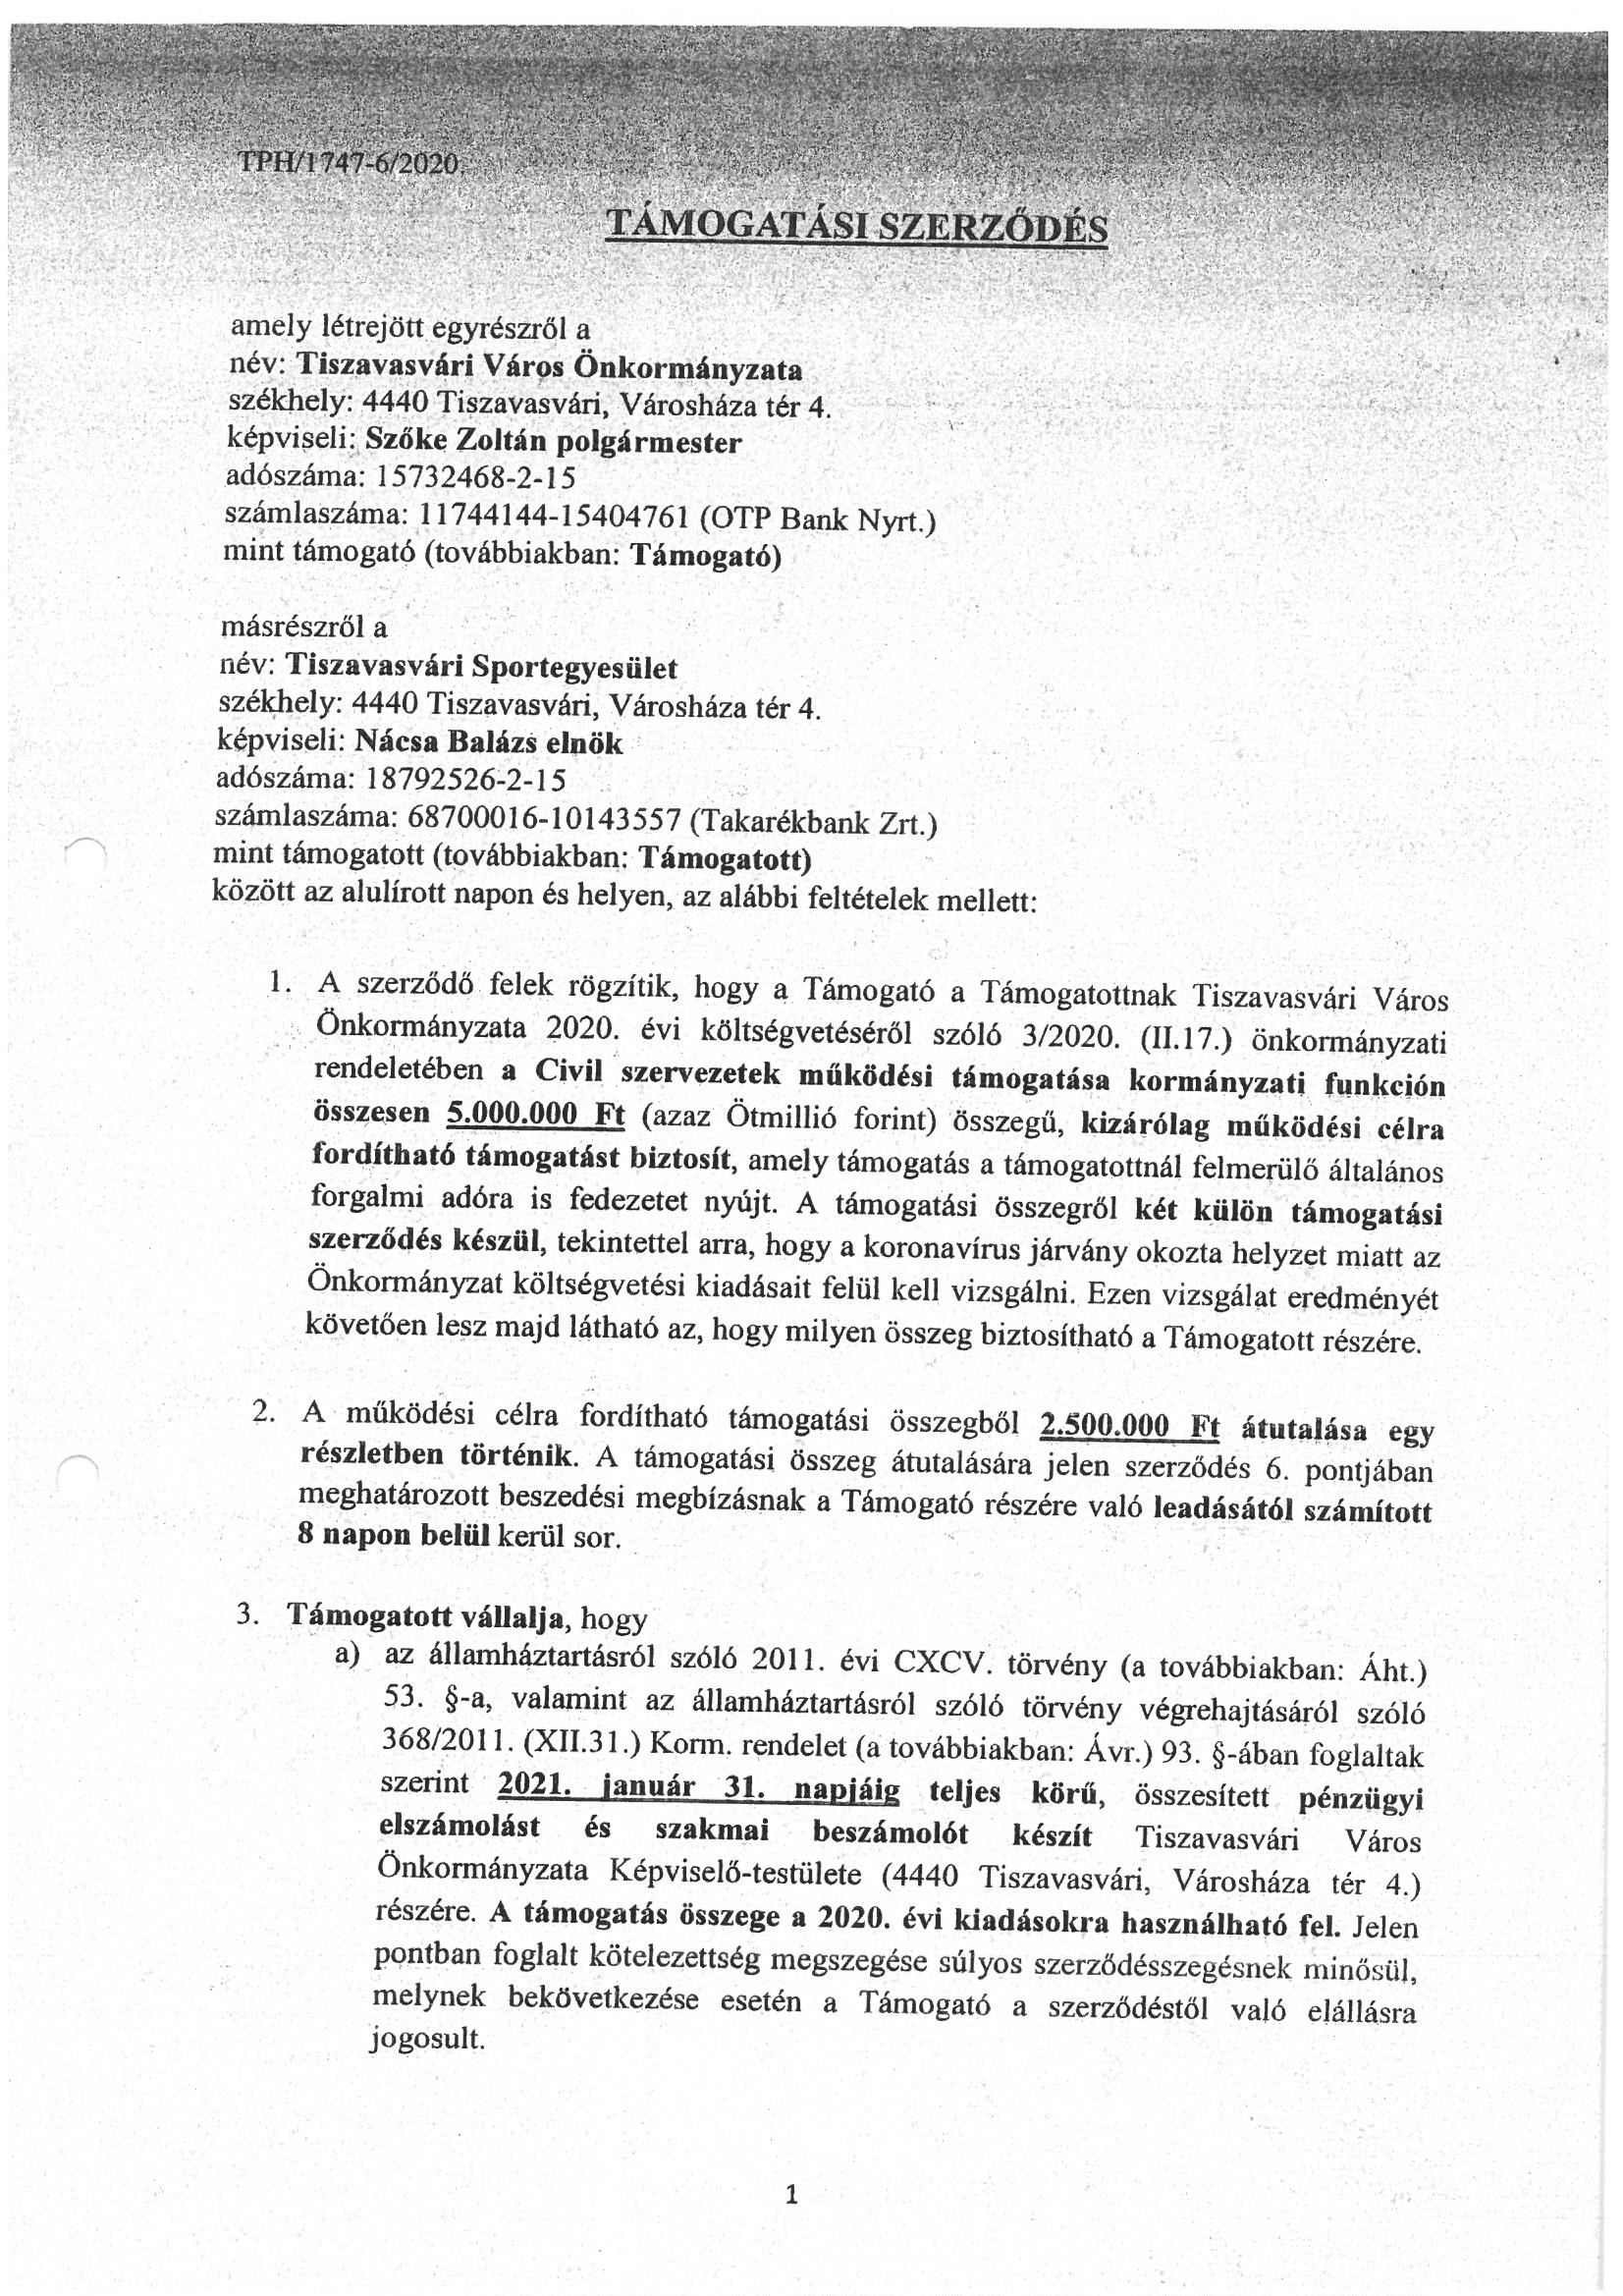 TPH/1747-6/2020.
TÁMOGATÁSI SZERZŐDÉS
amely létrejött egyrészről a
név: Tiszavasvári Város Önkormányzata
székhely: 4440 Tiszavasvári, Városháza tér 4.
képviseli: Szőke Zoltán polgármester
adószáma: 15732468-2-15
számlaszáma: 11744144-15404761 (OTP Bank Nyrt.)
mint támogató (továbbiakban: Támogató)
másrészről a
név: Tiszavasvári Sportegyesület
székhely: 4440 Tiszavasvári, Városháza tér 4.
képviseli: Nácsa Balázs elnök
adószáma: 18792526-2-15
számlaszáma: 68700016-10143557 (Takarékbank Zrt.)
mint támogatott (továbbiakban: Támogatott)
között az alulírott napon és helyen, az alábbi feltételek mellett:
1. A szerződő felek rögzítik, hogy a Támogató a Támogatottnak Tiszavasvári Város
Önkormányzata 2020. évi költségvetéséről szóló 3/2020. (II.17.) önkormányzati
rendeletében a Civil szervezetek működési támogatása kormányzati funkción
összesen 5.000.000 Ft (azaz Ötmillió forint) összegű, kizárólag működési célra
fordítható támogatást biztosít, amely támogatás a támogatottnál felmerülő általános
forgalmi adóra is fedezetet nyújt. A támogatási összegről két külön támogatási
szerződés készül, tekintettel arra, hogy a koronavírus járvány okozta helyzet miatt az
Önkormányzat költségvetési kiadásait felül kell vizsgálni. Ezen vizsgálat eredményét
követően lesz majd látható az, hogy milyen összeg biztosítható a Támogatott részére.
2. A működési célra fordítható támogatási összegből 2.500.000 Ft átutalása egy
részletben történik. A támogatási összeg átutalására jelen szerződés 6. pontjában
meghatározott beszedési megbízásnak a Támogató részére való leadásától számított
8 napon belül kerül sor.
3. Támogatott vállalja, hogy
a) az államháztartásról szóló 2011. évi CXCV. törvény (a továbbiakban: Áht.)
53. §-a, valamint az államháztartásról szóló törvény végrehajtásáról szóló
368/2011. (XII.31.) Korm. rendelet (a továbbiakban: Ávr.) 93. §-ában foglaltak
szerint 2021. január 31. napjáig teljes körű, összesített pénzügyi
elszámolást és szakmai beszámolót készít Tiszavasvári Város
Önkormányzata Képviselő-testülete (4440 Tiszavasvári, Városháza tér 4.)
részére. A támogatás összege a 2020. évi kiadásokra használható fel. Jelen
pontban foglalt kötelezettség megszegése súlyos szerződésszegésnek minősül,
melynek bekövetkezése esetén a Támogató a szerződéstől való elállásra
jogosult.
1